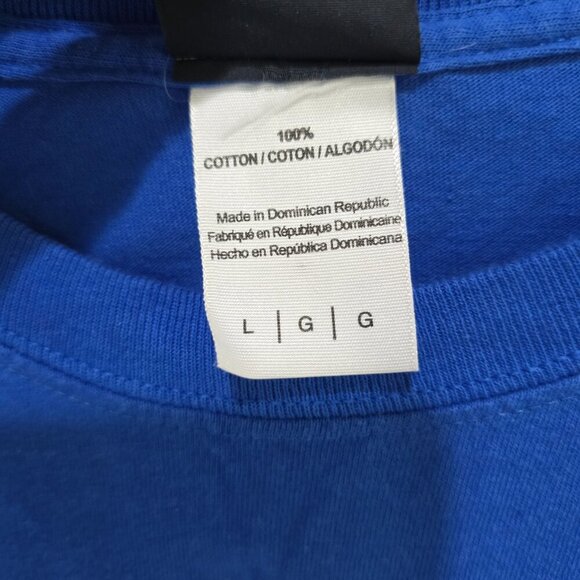 100%
COTTON / COTON / ALGODÓN
Made in Dominican Republic
Fabriqué en République Dominicaine
Hecho en República Dominicana
L | G | G